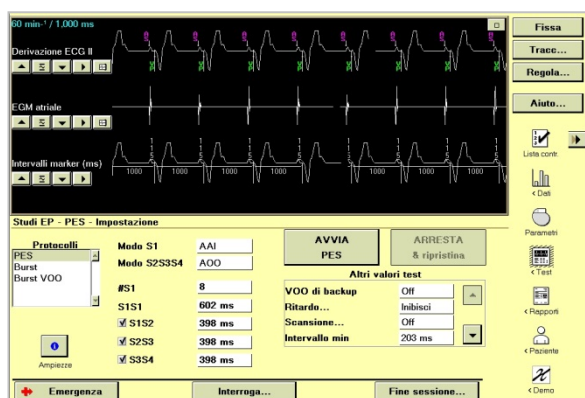 60 min-¹ / 1.000 ms
Derivazione ECG II
EGM atriale
Intervalli marker (ms)
1000 1000 1000 1000 1000 1000 1000
Fissa
Tracc...
Regola...
Aiuto...
Lista contr.
< Dati
Parametri
< Test
< Rapporti
< Paziente
< Demo
Studi EP - PES - Impostazione
Protocolli
PES
Burst
Burst VOO
Ampiezze
Modo S1 AAI
Modo S2S3S4 AOO
#S1 8
S1S1 602 ms
S1S2 398 ms
S2S3 398 ms
S3S4 398 ms
AVVIA
PES
ARRESTA
& ripristina
Altri valori test
VOO di backup Off
Ritardo... Inibisci
Scansione... Off
Intervallo min 203 ms
Emergenza Interroga... Fine sessione...